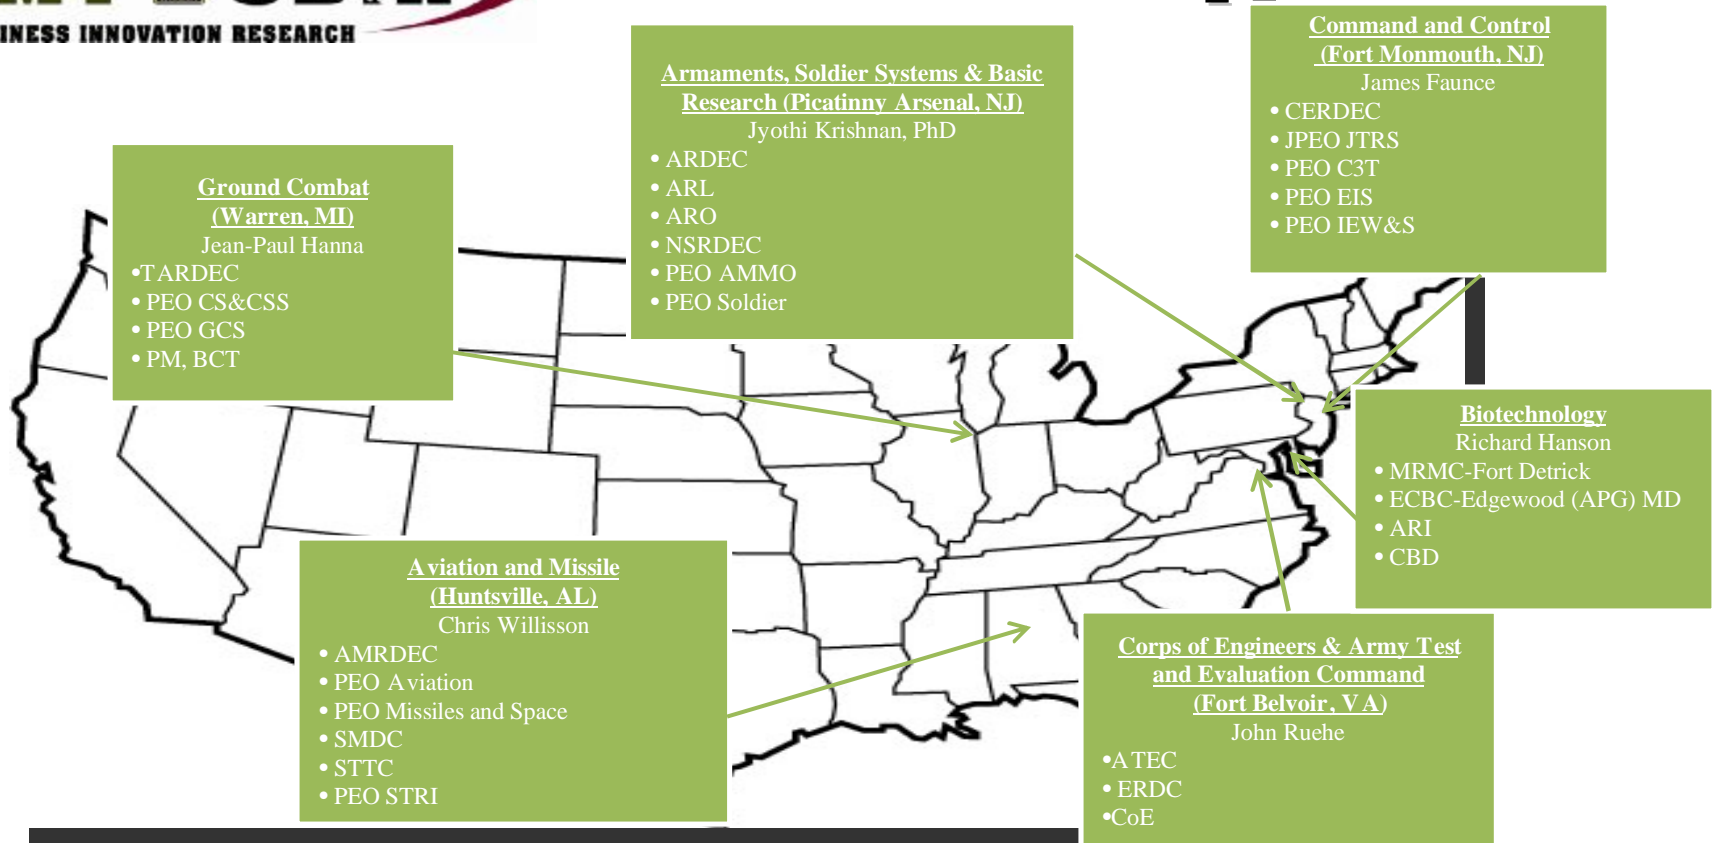 INESS INNOVATION RESEARCH
Ground Combat
(Warren, MI)
Jean-Paul Hanna
•TARDEC
• PEO CS&CSS
• PEO GCS
• PM, BCT
Armaments, Soldier Systems & Basic
Research (Picatinny Arsenal, NJ)
Jyothi Krishnan, PhD
• ARDEC
• ARL
• ARO
• NSRDEC
• PEO AMMO
• PEO Soldier
Command and Control
(Fort Monmouth, NJ)
James Faunce
• CERDEC
• JPEO JTRS
• PEO C3T
• PEO EIS
• PEO IEW&S
Biotechnology
Richard Hanson
• MRMC-Fort Detrick
• ECBC-Edgewood (APG) MD
• ARI
• CBD
Aviation and Missile
(Huntsville, AL)
Chris Willisson
• AMRDEC
• PEO Aviation
• PEO Missiles and Space
• SMDC
• STTC
• PEO STRI
Corps of Engineers & Army Test
and Evaluation Command
(Fort Belvoir, VA)
John Ruehe
•ATEC
• ERDC
•CoE